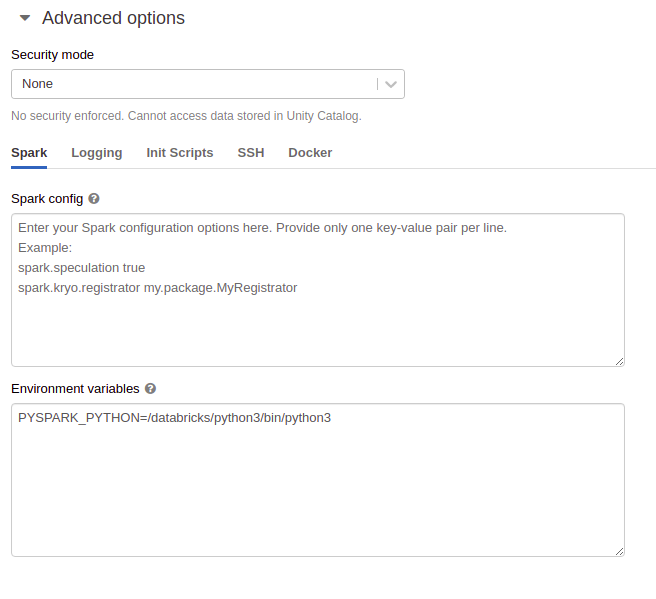 Advanced options
Security mode
None
No security enforced. Cannot access data stored in Unity Catalog.
Spark Logging Init Scripts SSH Docker
Spark config
Enter your Spark configuration options here. Provide only one key-value pair per line.
Example:
spark.speculation true
spark.kryo.registrator my.package.MyRegistrator
Environment variables
PYSPARK_PYTHON=/databricks/python3/bin/python3